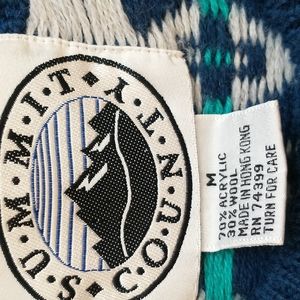 SUMMIT·COUNTY·
M
70% ACRYLIC
30% WOOL
MADE IN HONG KONG
RN 74399
TURN FOR CARE